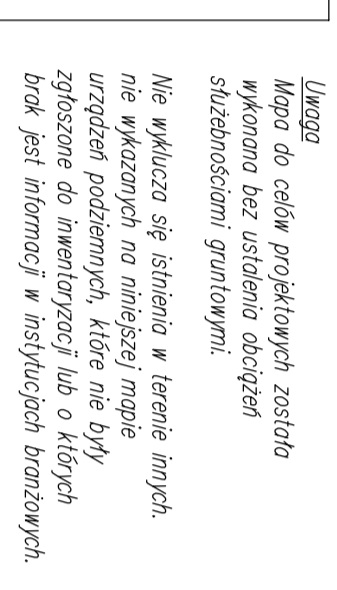 Uwaga
Mapa do celów projektowych została
wykonana bez ustalenia obciążeń
służebnościami gruntowymi.
Nie wyklucza się istnienia w terenie innych.
nie wykazanych na niniejszej mapie
urządzeń podziemnych, które nie były
zgłoszone do inwentaryzacji lub o których
brak jest informacji w instytucjach branżowych.